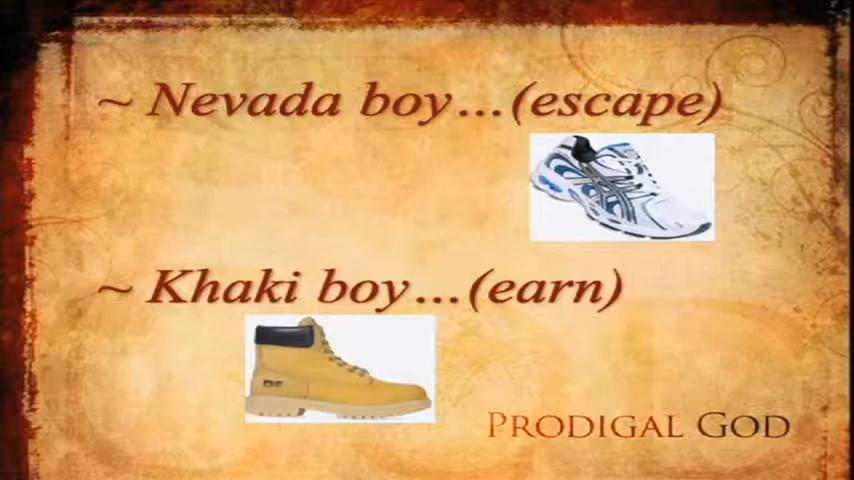 ~ Nevada boy...(escape)
~ Khaki boy...(earn)
PRODIGAL GOD